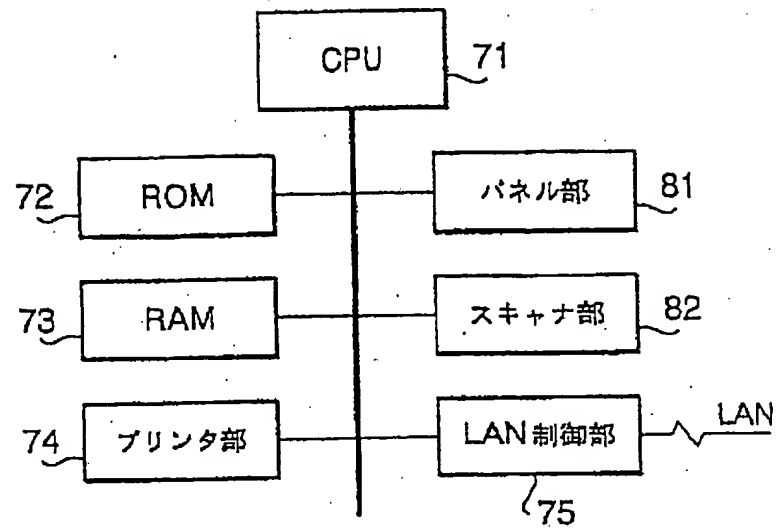 CPU
71
72
ROM
パネル部
81
73
RAM
スキャナ部
82
74
プリンタ部
LAN制御部
LAN
75